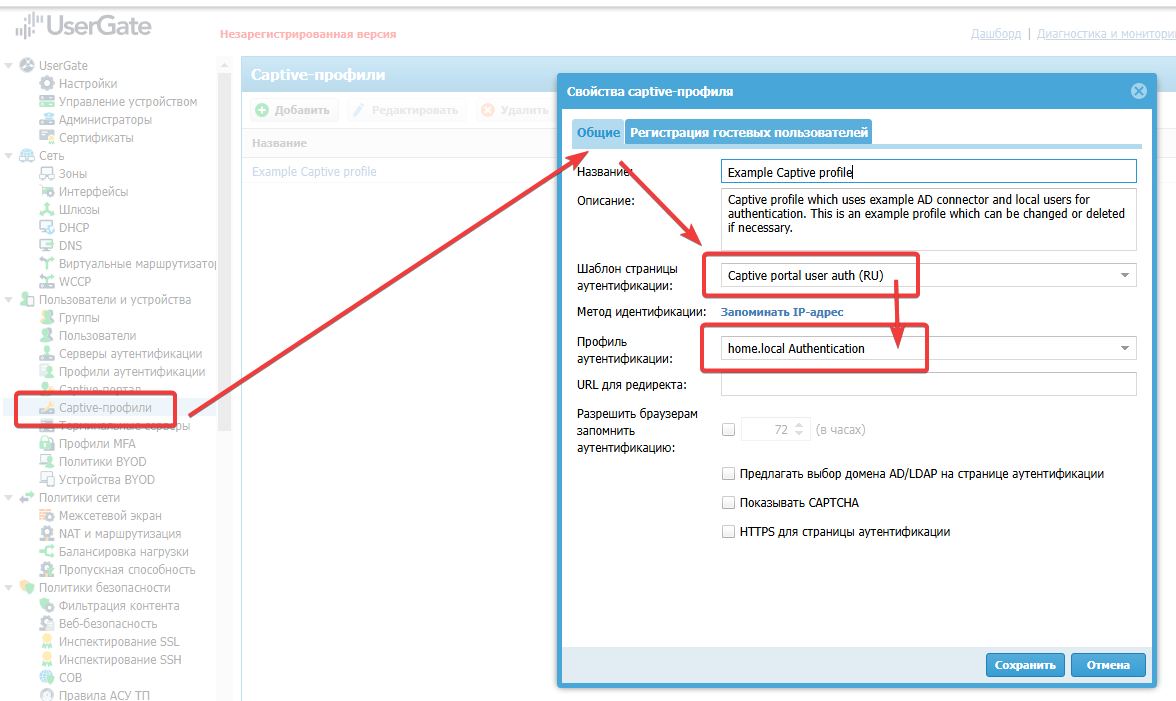 UserGate
Незарегистрированная версия
Дашборд | Диагностика и монитори
UserGate
Настройки
Управление устройством
Администраторы
Сертификаты
Сеть
Зоны
Интерфейсы
Шлюзы
DHCP
DNS
Виртуальные маршрутизатор
WCCP
Пользователи и устройства
Группы
Пользователи
Серверы аутентификации
Профили аутентификации
Captive-портал
Captive-профили
Терминальные серверы
Профили MFA
Политики BYOD
Устройства BYOD
Политики сети
Межсетевой экран
NAT и маршрутизация
Балансировка нагрузки
Пропускная способность
Политики безопасности
Фильтрация контента
Веб-безопасность
Инспектирование SSL
Инспектирование SSH
СОВ
Правила АСУ ТП
Captive-профили
Добавить Редактировать Удалить
Название
Example Captive profile
Свойства captive-профиля
Общие Регистрация гостевых пользователей
Название: Example Captive profile
Описание: Captive profile which uses example AD connector and local users for
authentication. This is an example profile which can be changed or deleted
if necessary.
Шаблон страницы
аутентификации: Captive portal user auth (RU)
Метод идентификации: Запоминать IP-адрес
Профиль
аутентификации: home.local Authentication
URL для редиректа:
Разрешить браузерам
запомнить
аутентификацию: 72 (в часах)
Предлагать выбор домена AD/LDAP на странице аутентификации
Показывать CAPTCHA
HTTPS для страницы аутентификации
Сохранить Отмена